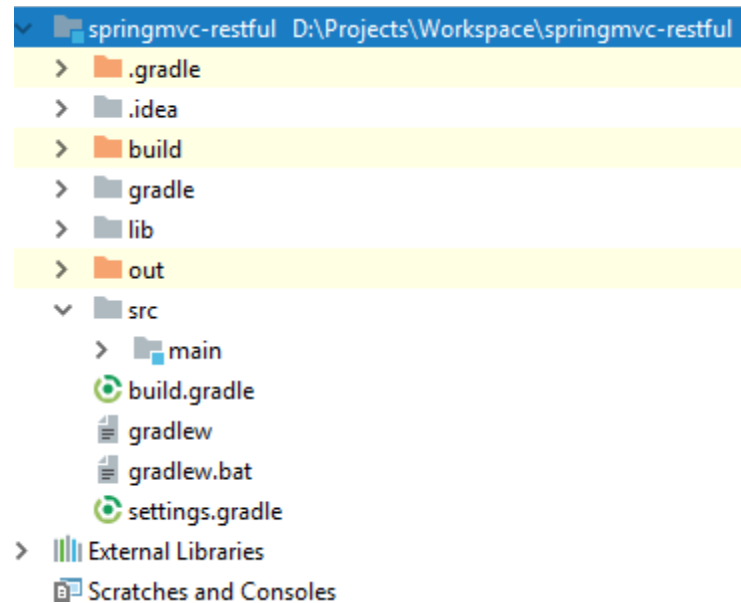 springmvc-restful D:\Projects\Workspace\springmvc-restful
.gradle
.idea
build
gradle
lib
out
src
main
build.gradle
gradlew
gradlew.bat
settings.gradle
External Libraries
Scratches and Consoles